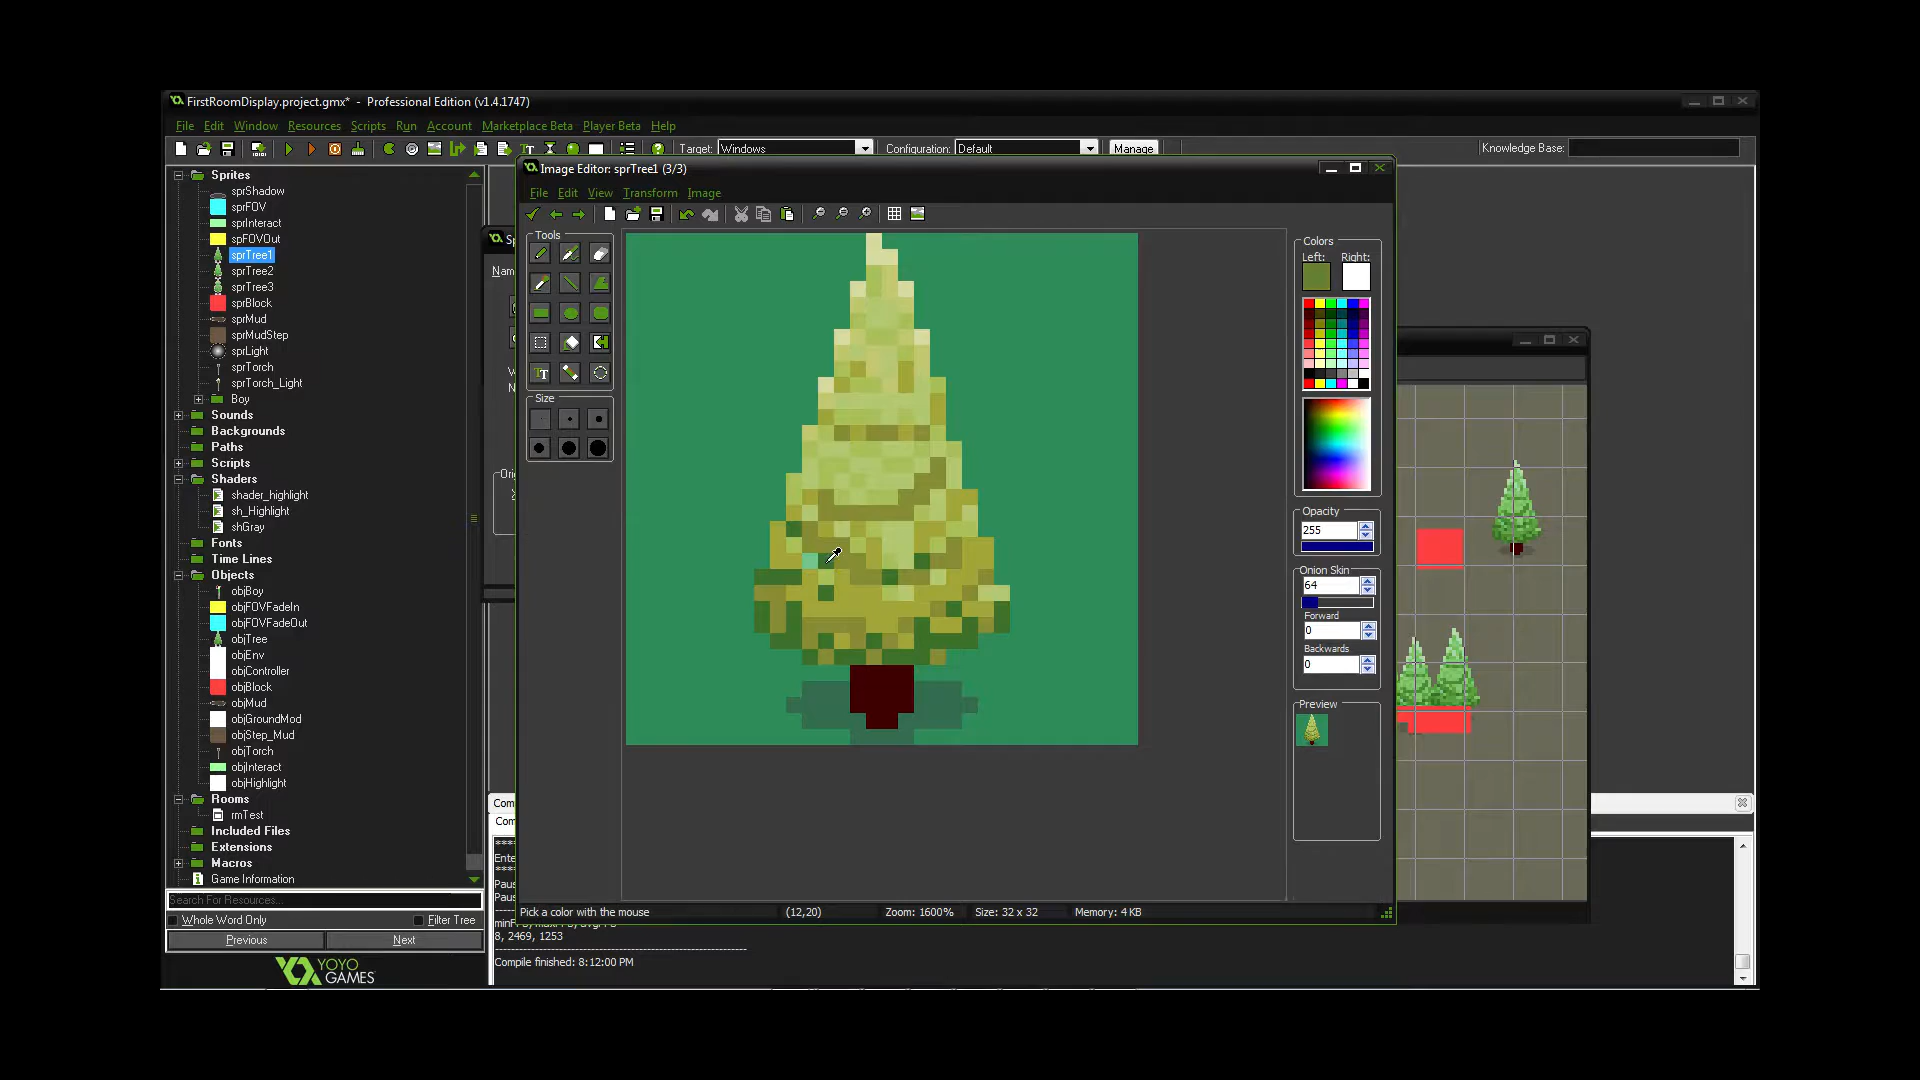 FirstRoomDisplay.project.gmx* - Professional Edition (v1.4.1747)
File Edit Window Resources Scripts Run Account Marketplace Beta Player Beta Help
Target: Windows Configuration: Default Manage Knowledge Base:
Sprites
sprShadow
sprFOV
sprInteract
spFOVOut
sprTree1
sprTree2
sprTree3
sprBlock
sprMud
sprMudStep
sprLight
sprTorch
sprTorch_Light
Boy
Sounds
Backgrounds
Paths
Scripts
Shaders
shader_highlight
sh_Highlight
shGray
Fonts
Time Lines
Objects
objBoy
objFOVFadeIn
objFOVFadeOut
objTree
objEnv
objController
objBlock
objMud
objGroundMod
objStep_Mud
objTorch
objInteract
objHighlight
Rooms
rmTest
Included Files
Extensions
Macros
Game Information
Search For Resources...
Whole Word Only Filter Tree
Previous Next
YOYO
GAMES
Image Editor: sprTree1 (3/3)
File Edit View Transform Image
Tools
Size
Colors
Left: Right:
Opacity
255
Onion Skin
64
Forward
0
Backwards
0
Preview
Pick a color with the mouse (12,20) Zoom: 1600% Size: 32 x 32 Memory: 4 KB
8, 2469, 1253
Compile finished: 8:12:00 PM